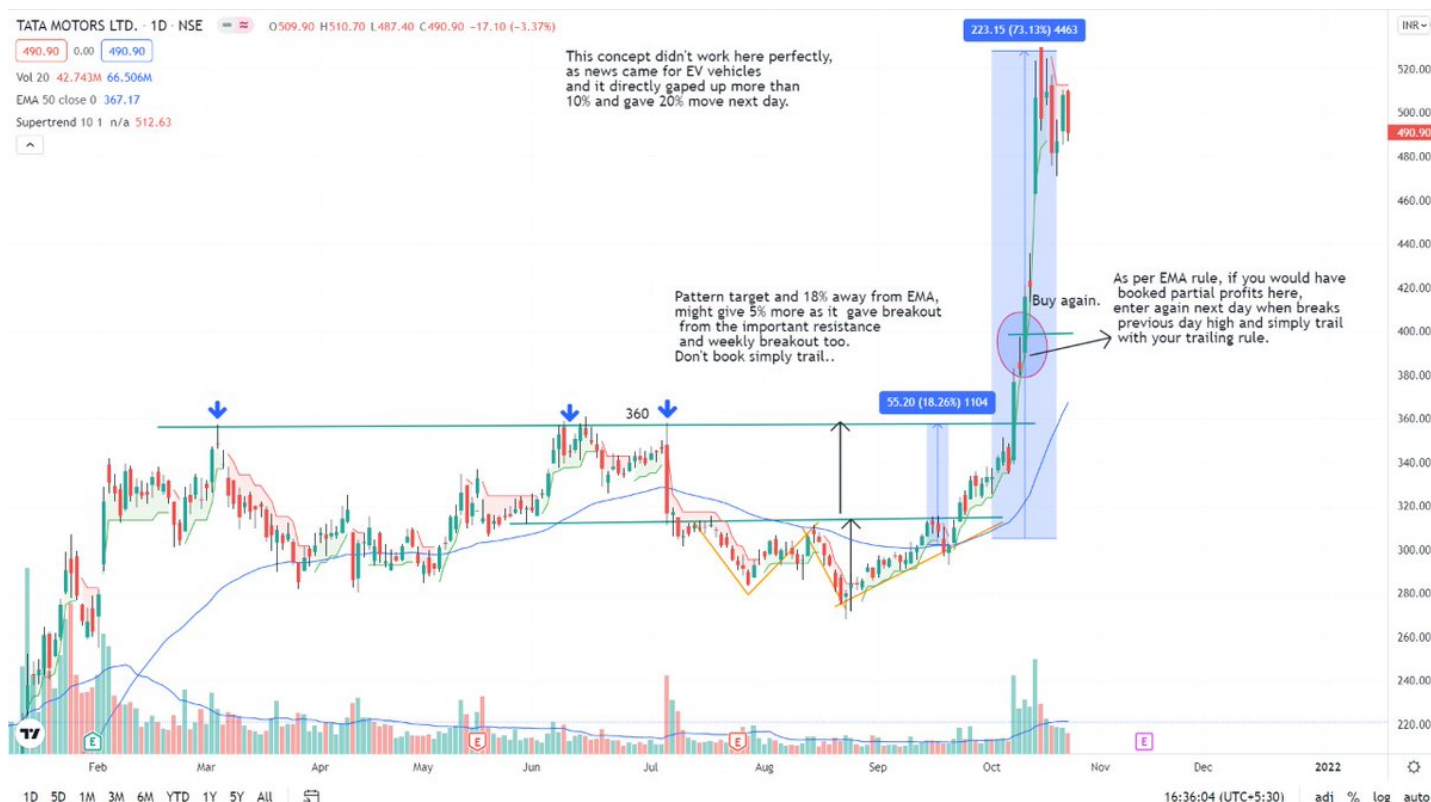 TATA MOTORS LTD. · 1D · NSE O509.90 H510.70 L487.40 C490.90 -17.10 (-3.37%)
INR
490.90 0.00 490.90
Vol 20 42.743M 66.506M
EMA 50 close 0 367.17
Supertrend 10 1 n/a 512.63
223.15 (73.13%) 4463
This concept didn't work here perfectly,
as news came for EV vehicles
and it directly gaped up more than
10% and gave 20% move next day.
Pattern target and 18% away from EMA,
might give 5% more as it gave breakout
from the important resistance
and weekly breakout too.
Don't book simply trail..
Buy again.
As per EMA rule, if you would have
booked partial profits here,
enter again next day when breaks
previous day high and simply trail
with your trailing rule.
55.20 (18.26%) 1104
360
520.00
500.00
490.90
480.00
460.00
440.00
420.00
400.00
380.00
360.00
340.00
320.00
300.00
280.00
260.00
240.00
220.00
E E E E
Feb Mar Apr May Jun Jul Aug Sep Oct Nov Dec 2022
1D 5D 1M 3M 6M YTD 1Y 5Y All 16:36:04 (UTC+5:30) adj % log auto